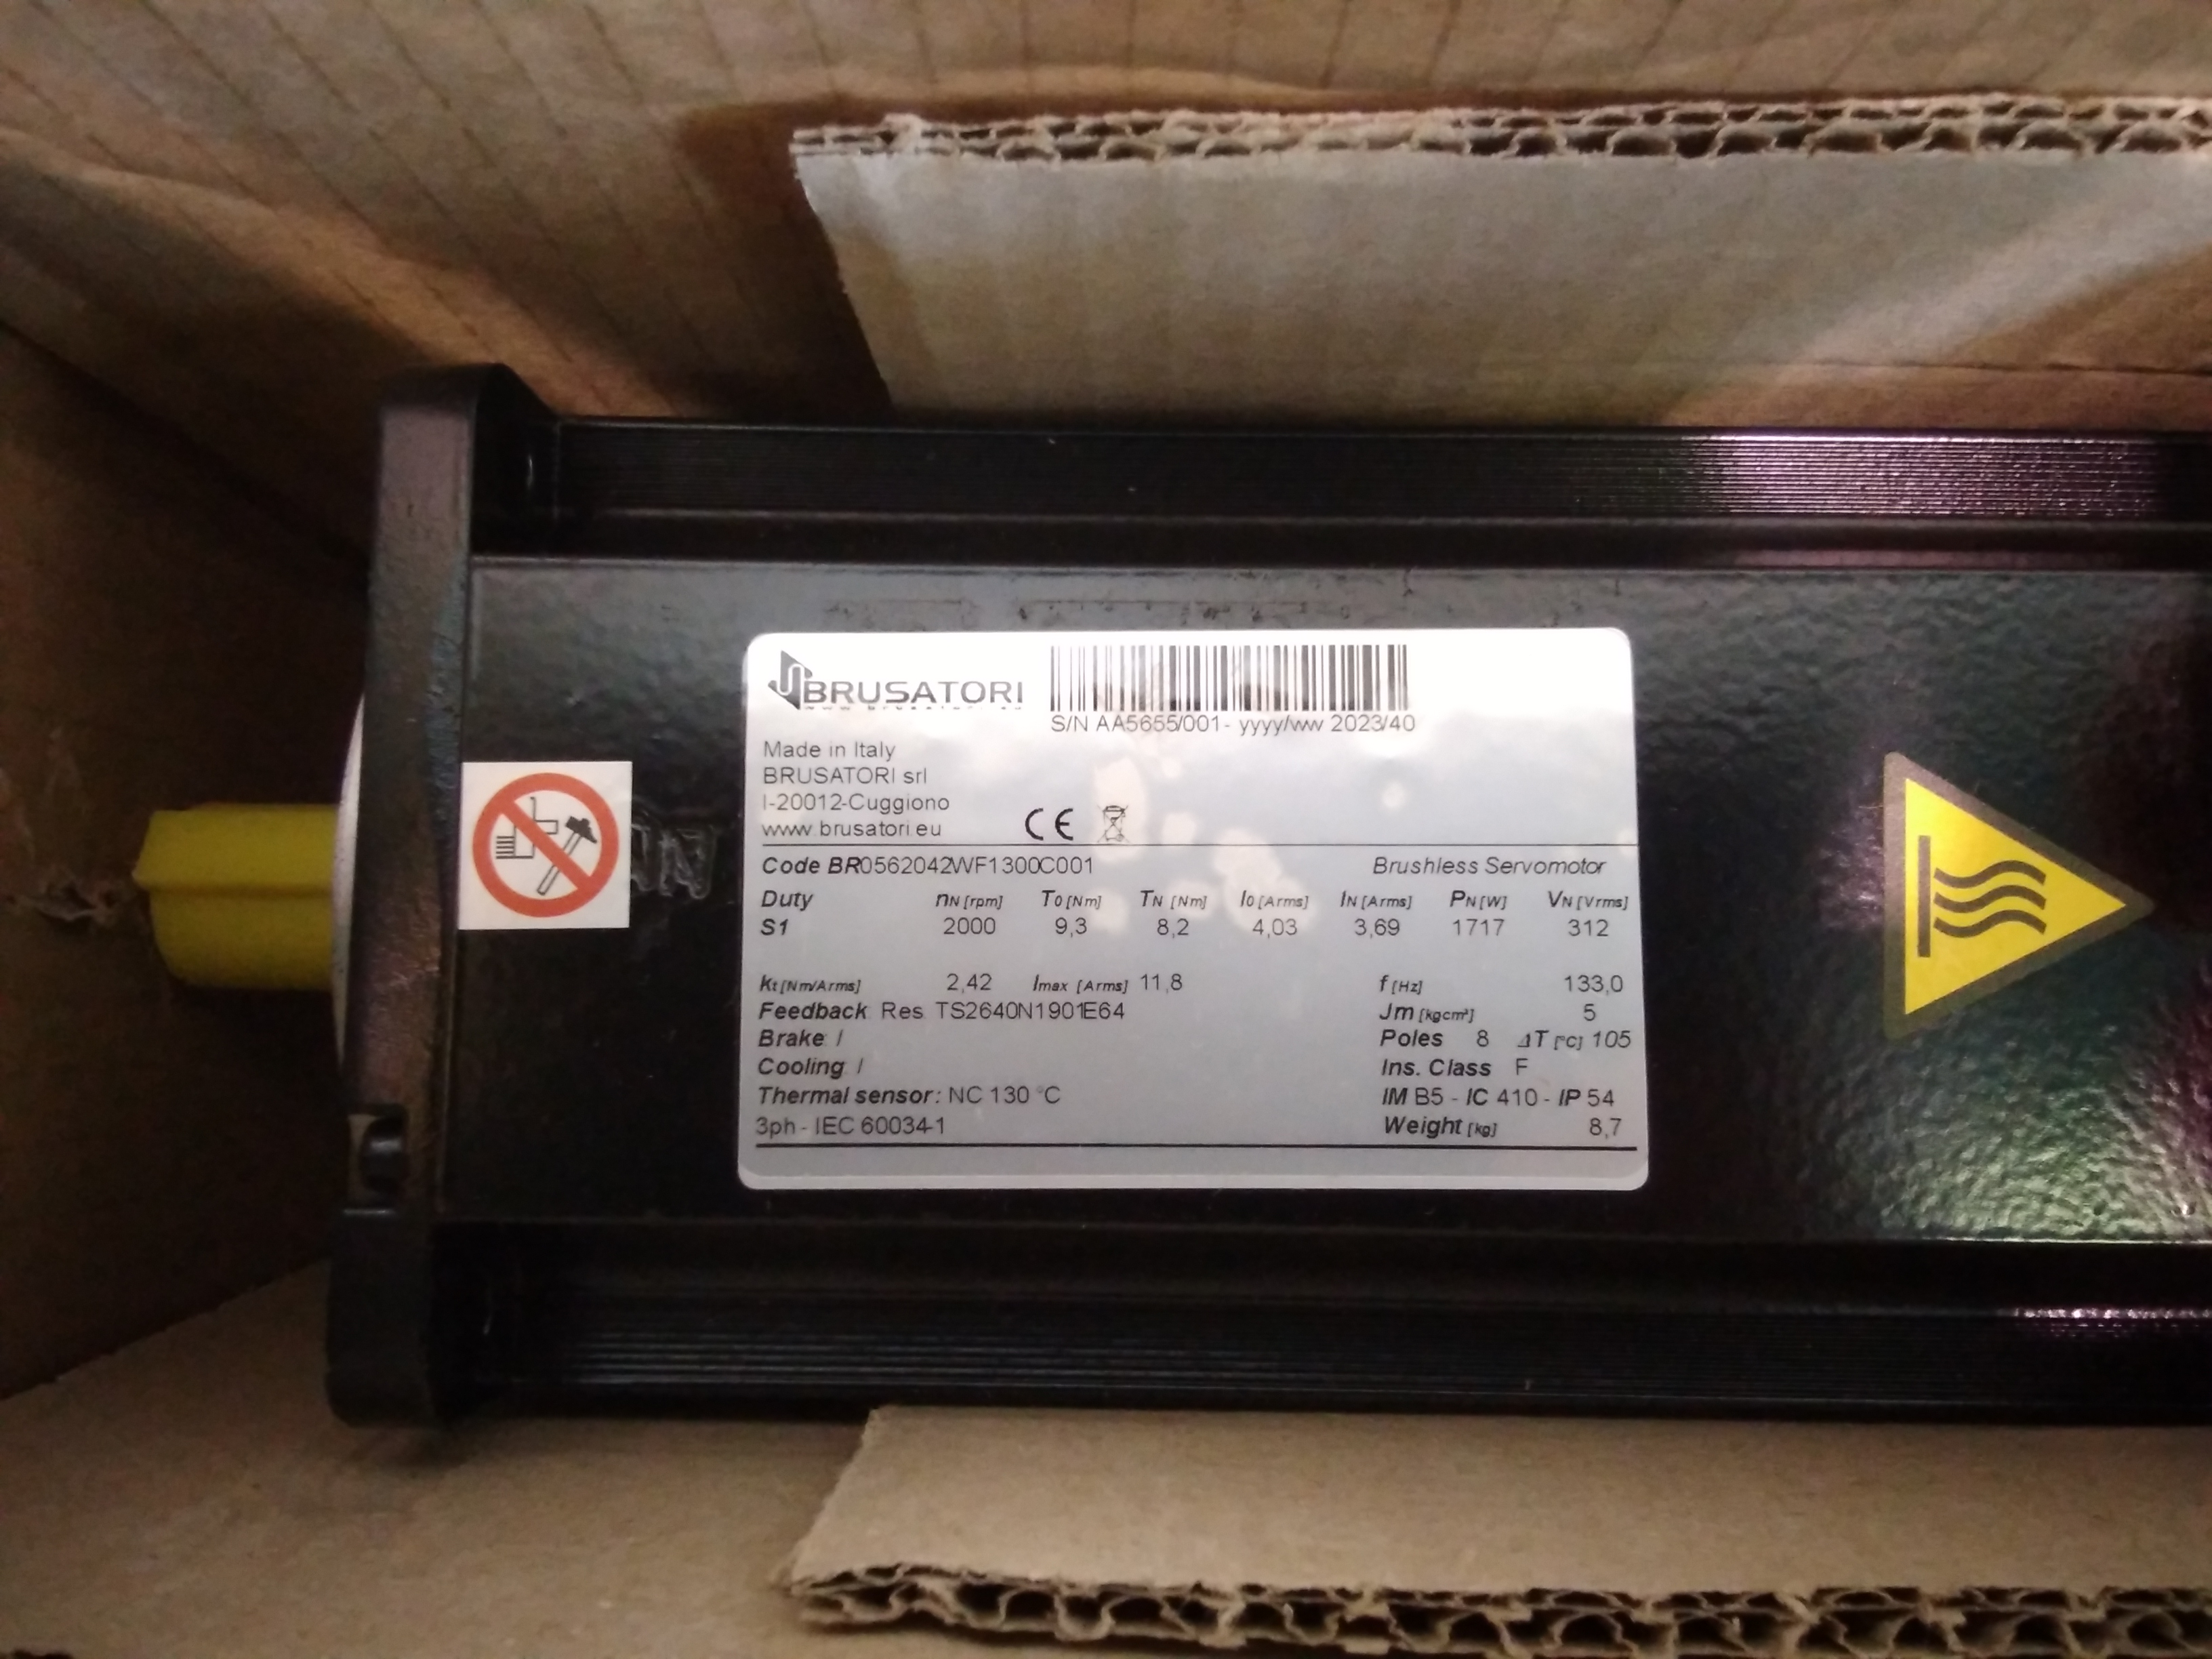 BRUSATORI
www.brusatori.eu
S/N AA5655/001- yyyy/ww 2023/40
Made in Italy
BRUSATORI srl
I-20012-Cuggiono
www.brusatori.eu
CE
Code BR0562042WF1300C001 Brushless Servomotor
Duty nN [rpm] T0 [Nm] TN [Nm] I0 [Arms] IN [Arms] PN [W] VN [Vrms]
S1 2000 9,3 8,2 4,03 3,69 1717 312
Kt [Nm/Arms] 2,42 Imax [Arms] 11,8 f [Hz] 133,0
Feedback Res TS2640N1901E64 Jm [kgcm²] 5
Brake / Poles 8 ΔT [°C] 105
Cooling / Ins. Class F
Thermal sensor: NC 130 °C IM B5 - IC 410 - IP 54
3ph - IEC 60034-1 Weight [kg] 8,7